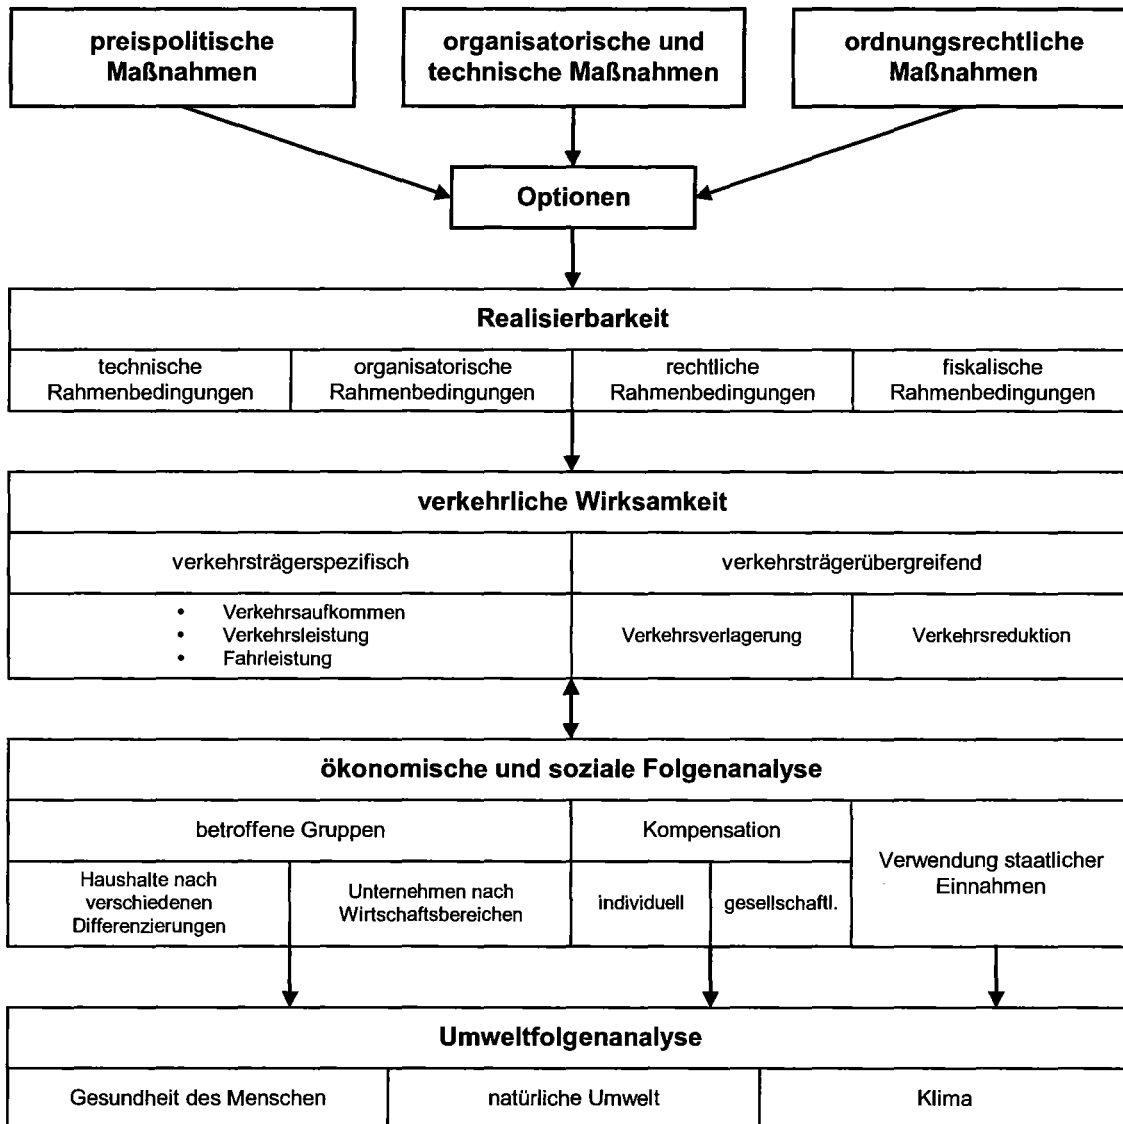 preispolitische
Maßnahmen
organisatorische und
technische Maßnahmen
ordnungsrechtliche
Maßnahmen
Optionen
Realisierbarkeit
technische
Rahmenbedingungen
organisatorische
Rahmenbedingungen
rechtliche
Rahmenbedingungen
fiskalische
Rahmenbedingungen
verkehrliche Wirksamkeit
verkehrsträgerspezifisch
verkehrsträgerübergreifend
• Verkehrsaufkommen
• Verkehrsleistung
• Fahrleistung
Verkehrsverlagerung
Verkehrsreduktion
ökonomische und soziale Folgenanalyse
betroffene Gruppen
Kompensation
Verwendung staatlicher
Einnahmen
Haushalte nach
verschiedenen
Differenzierungen
Unternehmen nach
Wirtschaftsbereichen
individuell
gesellschaftl.
Umweltfolgenanalyse
Gesundheit des Menschen
natürliche Umwelt
Klima